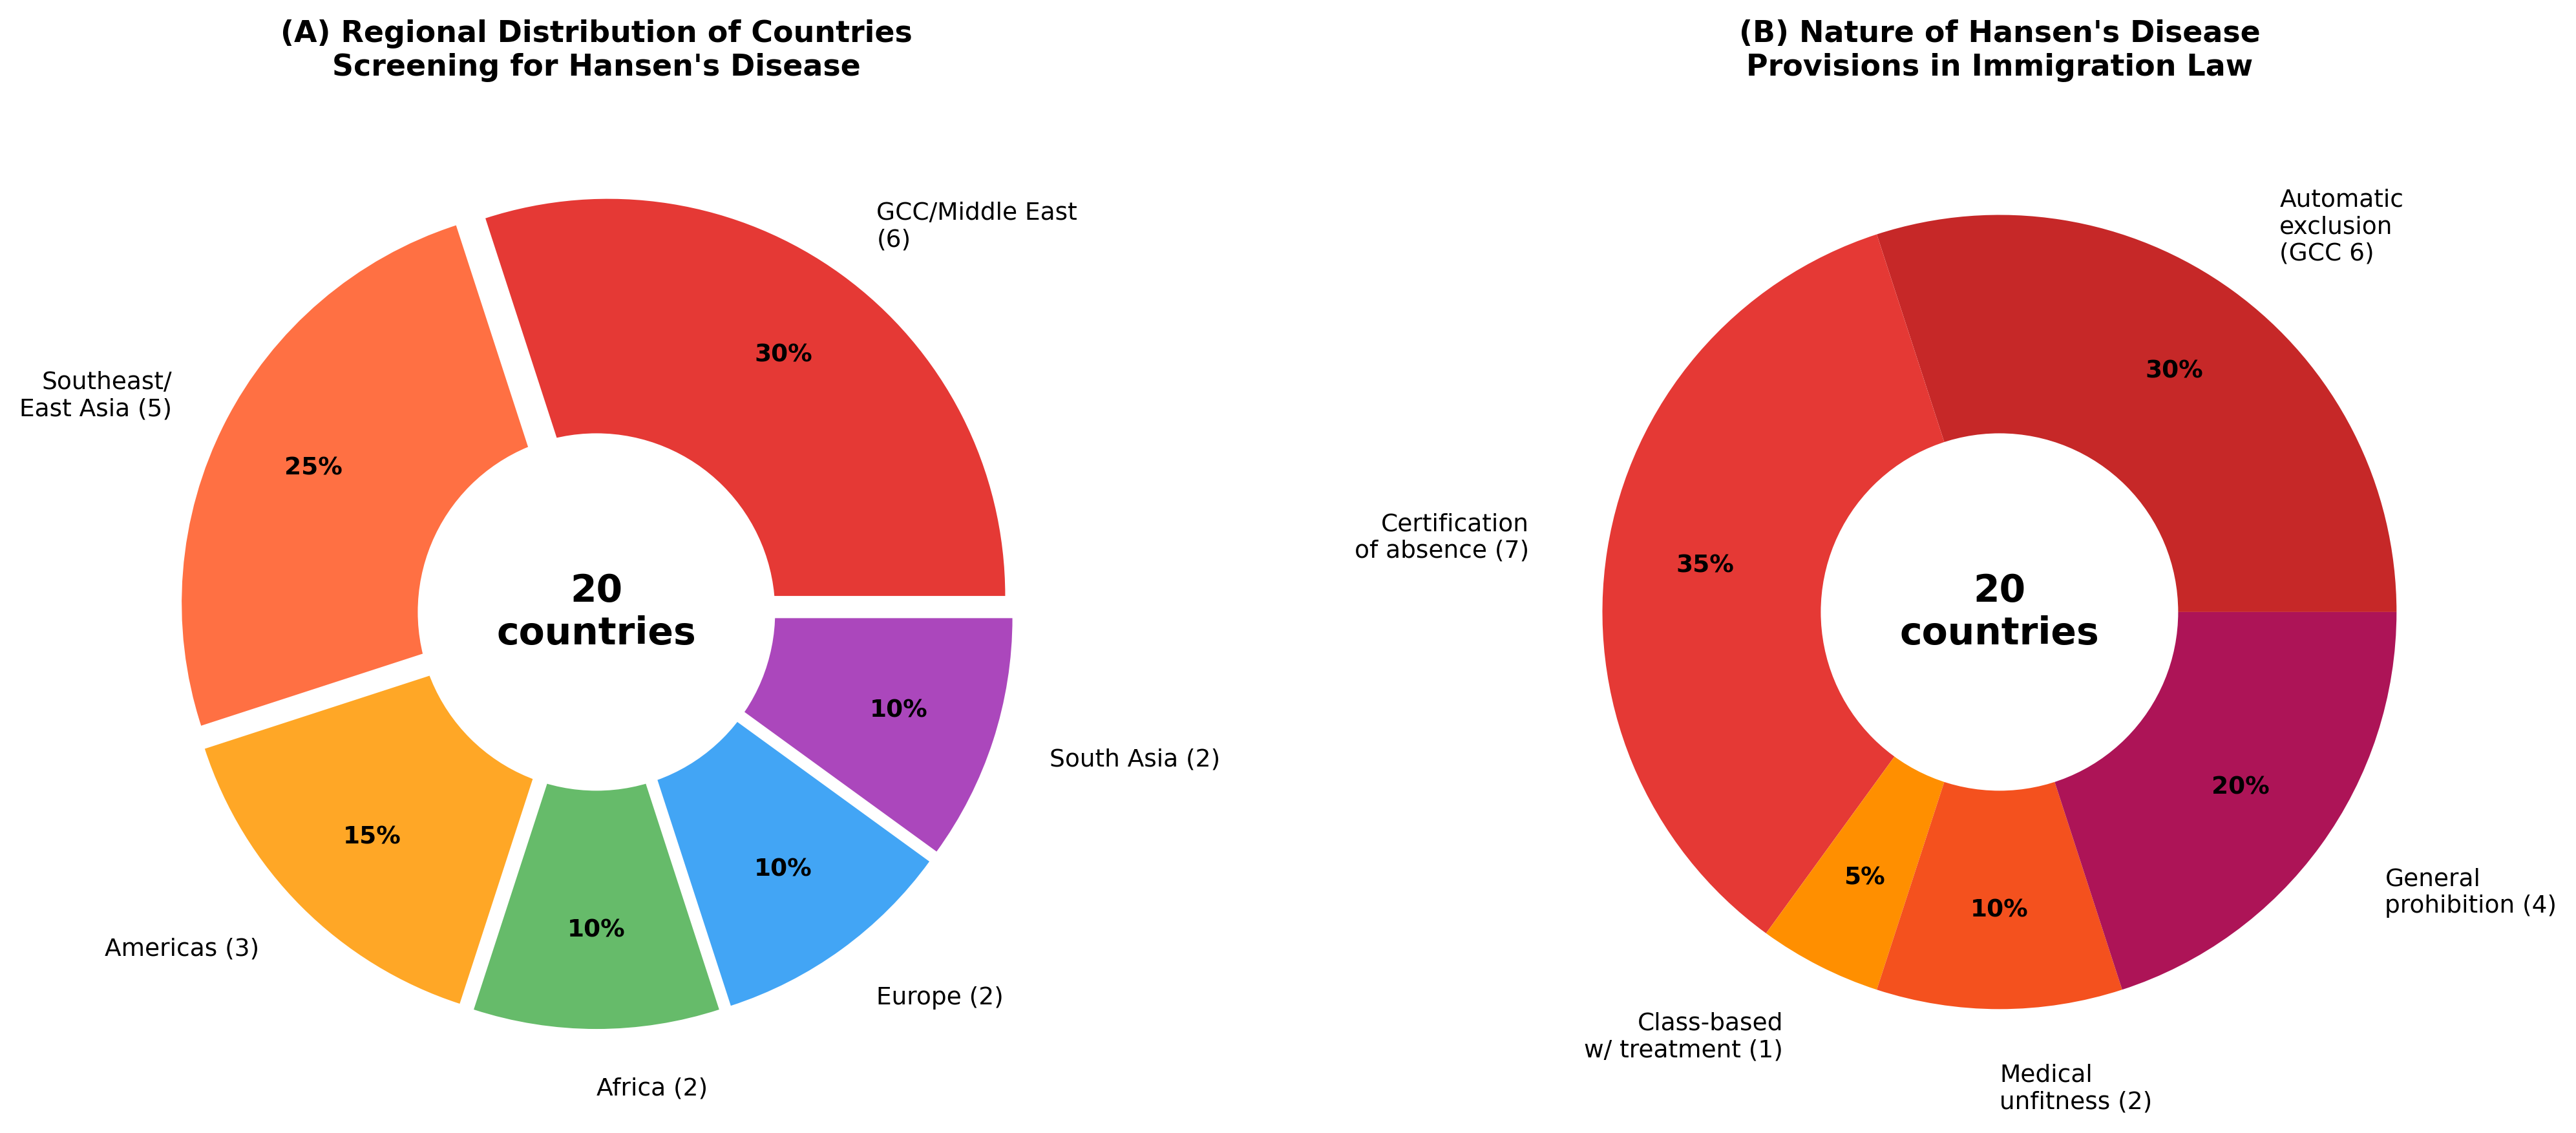 (A) Regional Distribution of Countries
Screening for Hansen's Disease
GCC/Middle East
(6)
30%
Southeast/
East Asia (5)
25%
20
countries
10%
South Asia (2)
15%
10%
10%
Americas (3)
Europe (2)
Africa (2)
(B) Nature of Hansen's Disease
Provisions in Immigration Law
Automatic
exclusion
(GCC 6)
30%
Certification
of absence (7)
35%
20
countries
20%
5%
10%
General
prohibition (4)
Class-based
w/ treatment (1)
Medical
unfitness (2)